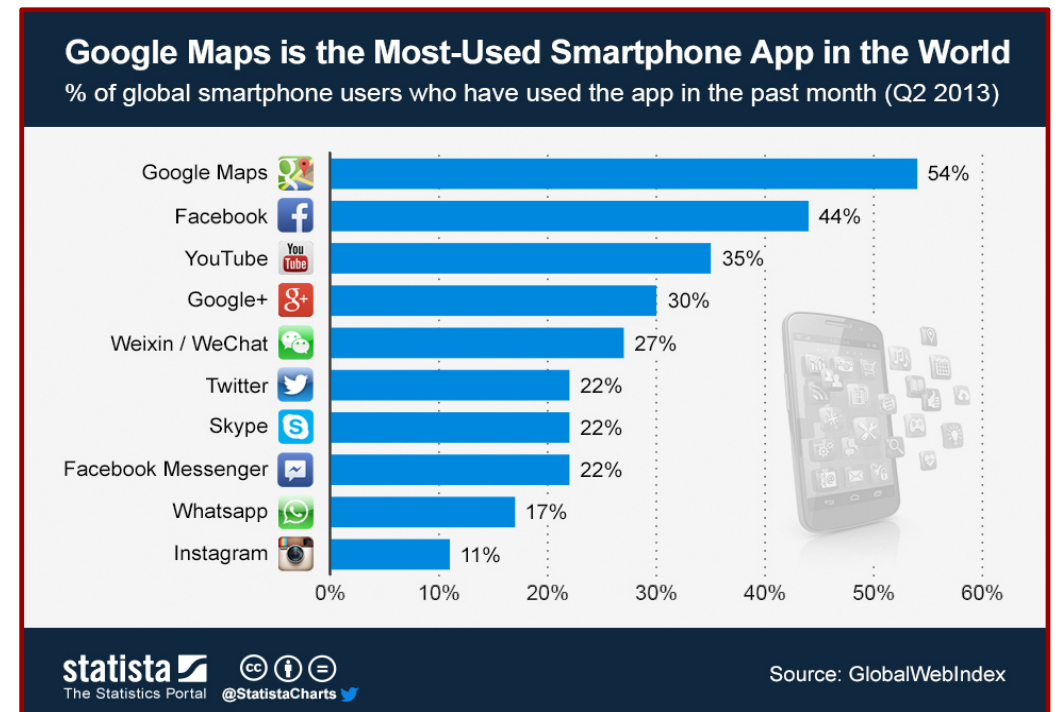 Google Maps is the Most-Used Smartphone App in the World
% of global smartphone users who have used the app in the past month (Q2 2013)
Google Maps 54%
Facebook 44%
You
Tube
YouTube 35%
Google+ g+ 30%
Weixin / WeChat 27%
Twitter 22%
Skype S 22%
Facebook Messenger 22%
Whatsapp 17%
Instagram 11%
0% 10% 20% 30% 40% 50% 60%
statista
The Statistics Portal
cc
@StatistaCharts
Source: GlobalWebIndex